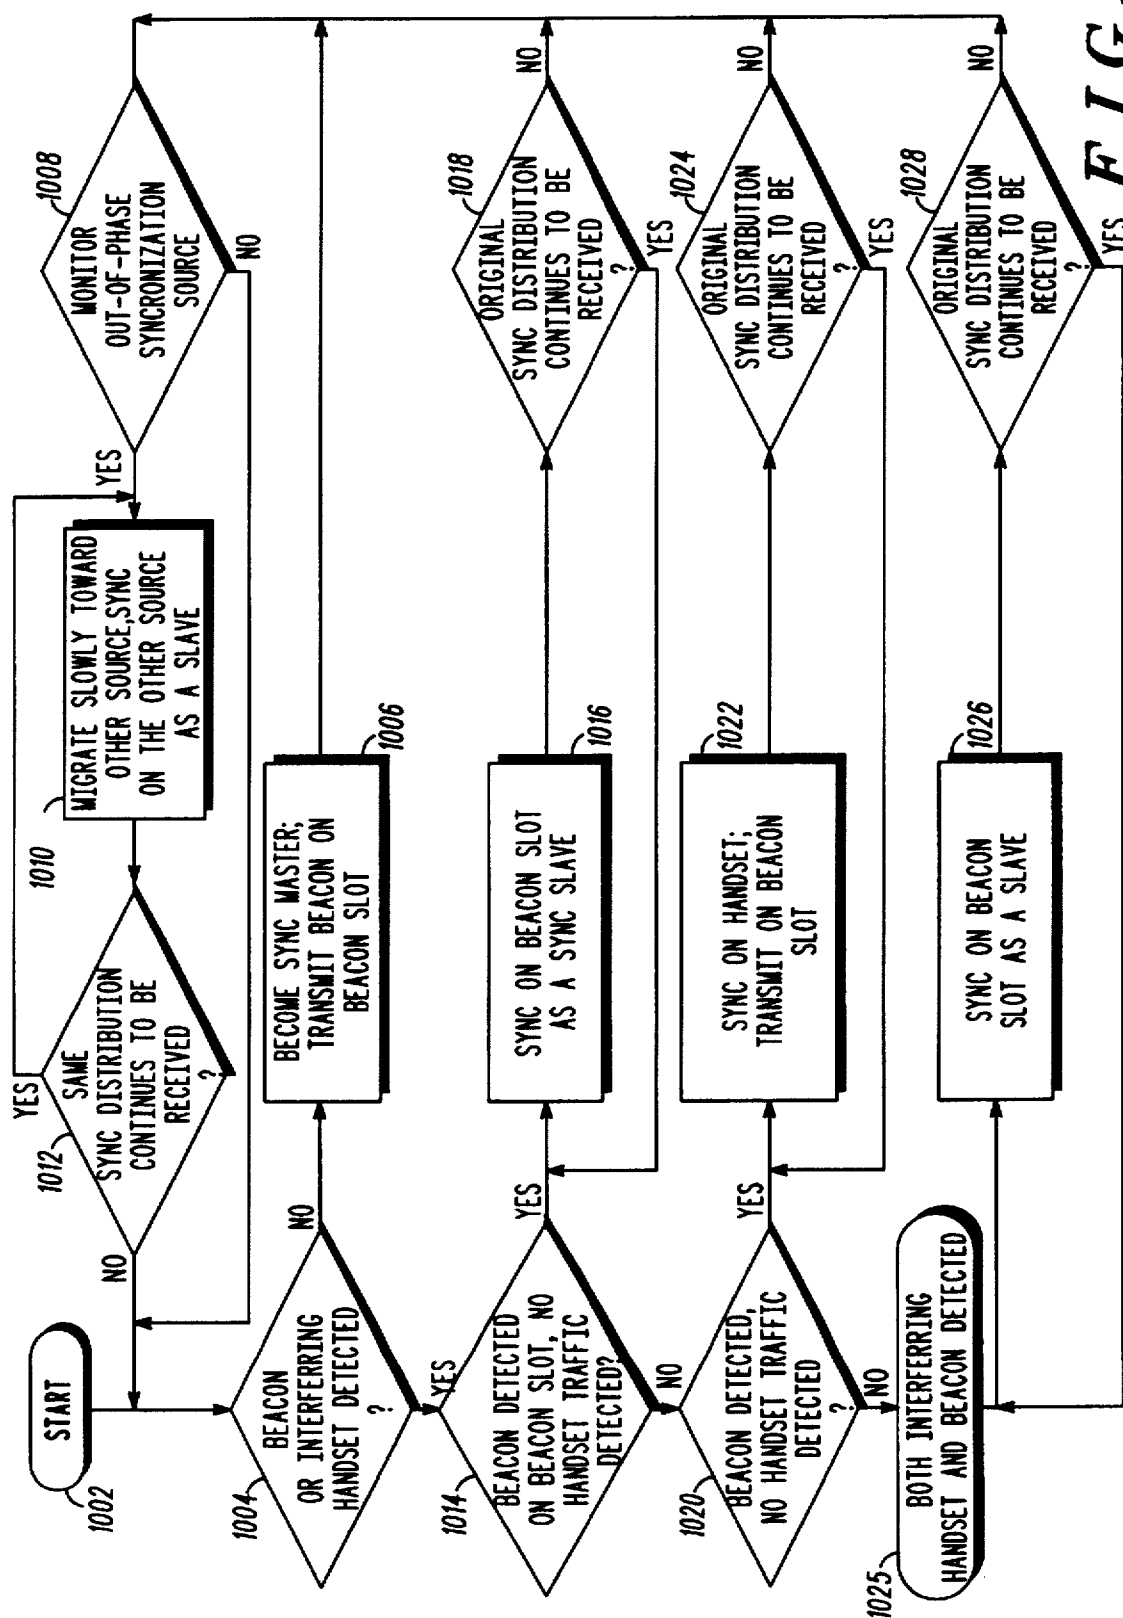 START
1002
BEACON
OR INTERFERRING
HANDSET DETECTED
?
1004
NO
YES
BECOME SYNC MASTER;
TRANSMIT BEACON ON
BEACON SLOT
1006
MONITOR
OUT-OF-PHASE
SYNCRONIZATION
SOURCE
1008
YES
NO
MIGRATE SLOWLY TOWARD
OTHER SOURCE,SYNC
ON THE OTHER SOURCE
AS A SLAVE
1010
SAME
SYNC DISTRIBUTION
CONTINUES TO BE
RECEIVED
?
1012
YES
NO
BEACON DETECTED
ON BEACON SLOT, NO
HANDSET TRAFFIC
DETECTED?
1014
YES
NO
SYNC ON BEACON SLOT
AS A SYNC SLAVE
1016
ORIGINAL
SYNC DISTRIBUTION
CONTINUES TO BE
RECEIVED
?
1018
NO
YES
BEACON DETECTED,
NO HANDSET TRAFFIC
DETECTED
?
1020
YES
NO
SYNC ON HANDSET;
TRANSMIT ON BEACON
SLOT
1022
ORIGINAL
SYNC DISTRIBUTION
CONTINUES TO BE
RECEIVED
?
1024
NO
YES
BOTH INTERFERRING
HANDSET AND BEACON DETECTED
1025
SYNC ON BEACON
SLOT AS A SLAVE
1026
ORIGINAL
SYNC DISTRIBUTION
CONTINUES TO BE
RECEIVED
?
1028
NO
YES
FIG